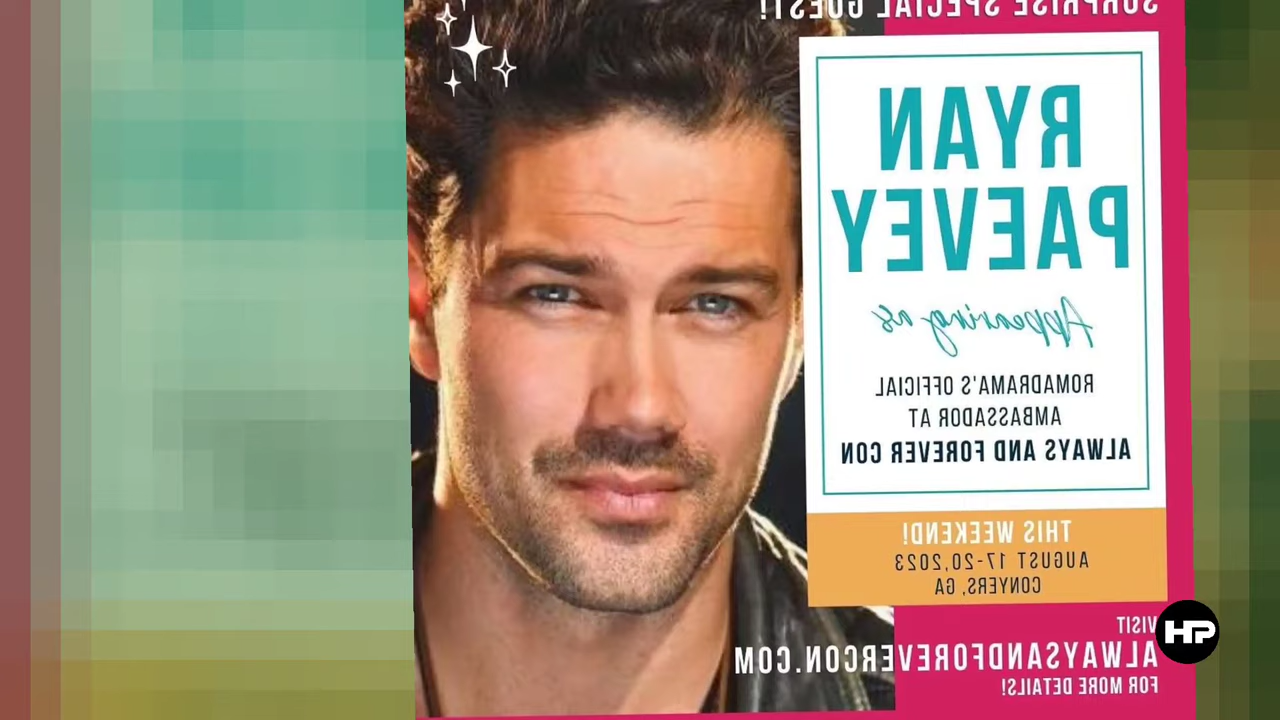 SURPRISE SPECIAL GUEST!
RYAN
PAEVEY
Appearing as
ROMADRAMA'S OFFICIAL
AMBASSADOR AT
ALWAYS AND FOREVER CON
THIS WEEKEND!
AUGUST 17-20,2023
CONYERS, GA
VISIT
ALWAYSANDFOREVERCON.COM
FOR MORE DETAILS!
HP